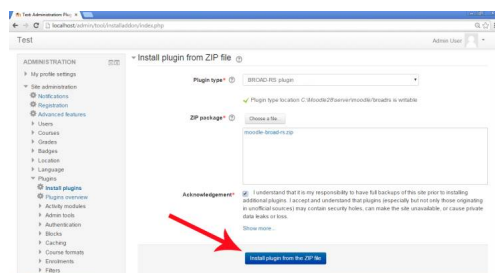 Test Administration Plug
localhost/admin/tool/installaddon/index.php
Test
Admin User
ADMINISTRATION
My profile settings
Site administration
Notifications
Registration
Advanced features
Users
Courses
Grades
Badges
Location
Language
Plugins
Install plugins
Plugins overview
Activity modules
Admin tools
Authentication
Blocks
Caching
Course formats
Enrolments
Filters
Install plugin from ZIP file
Plugin type* BROAD-RS plugin
Plugin type location is writable
ZIP package* Choose a file...
moodle-broad-rs.zip
Acknowledgement* I understand that it is my responsibility to have full backups of this site prior to installing
additional plugins. I accept and understand that plugins (especially but not only those originating
in unofficial sources) may contain security holes, can make the site unavailable, or cause private
data leaks or loss.
Show more...
Install plugin from the ZIP file